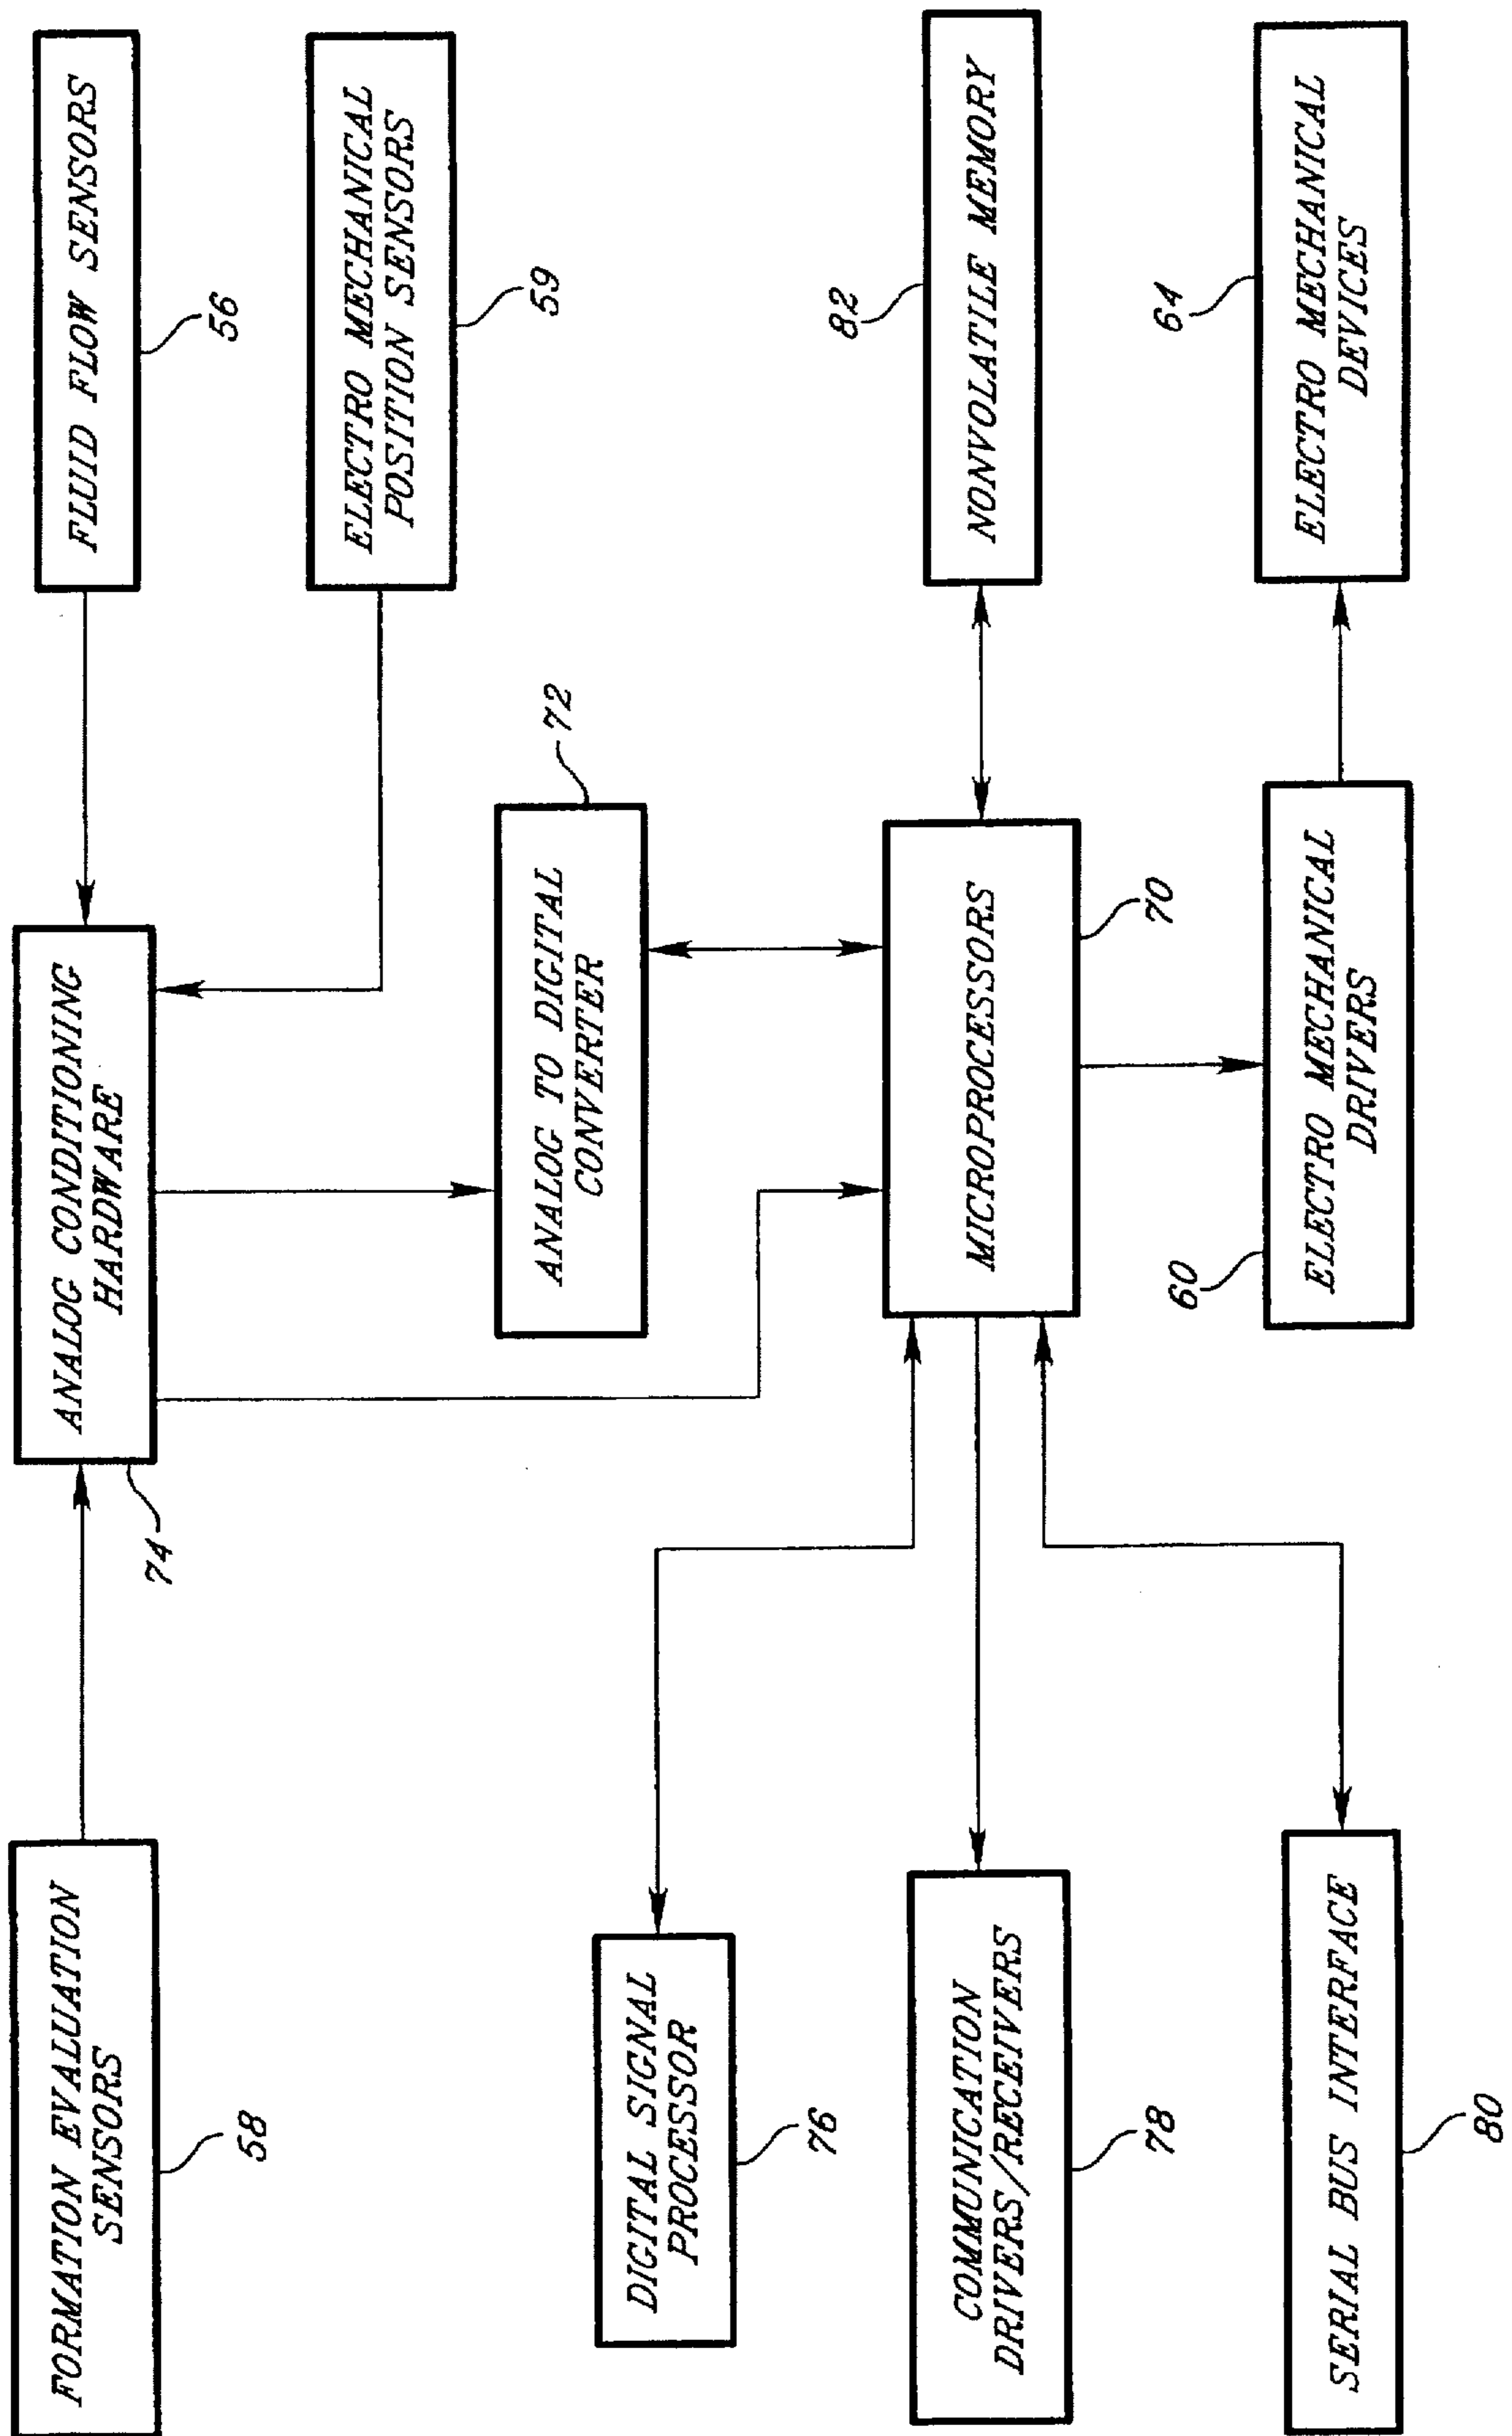 FORMATION EVALUATION
SENSORS
58
ANALOG CONDITIONING
HARDWARE
74
FLUID FLOW SENSORS
56
ELECTRO MECHANICAL
POSITION SENSORS
59
ANALOG TO DIGITAL
CONVERTER
72
DIGITAL SIGNAL
PROCESSOR
76
COMMUNICATION
DRIVERS/RECEIVERS
78
MICROPROCESSORS
70
NONVOLATILE MEMORY
82
SERIAL BUS INTERFACE
80
ELECTRO MECHANICAL
DRIVERS
60
ELECTRO MECHANICAL
DEVICES
64